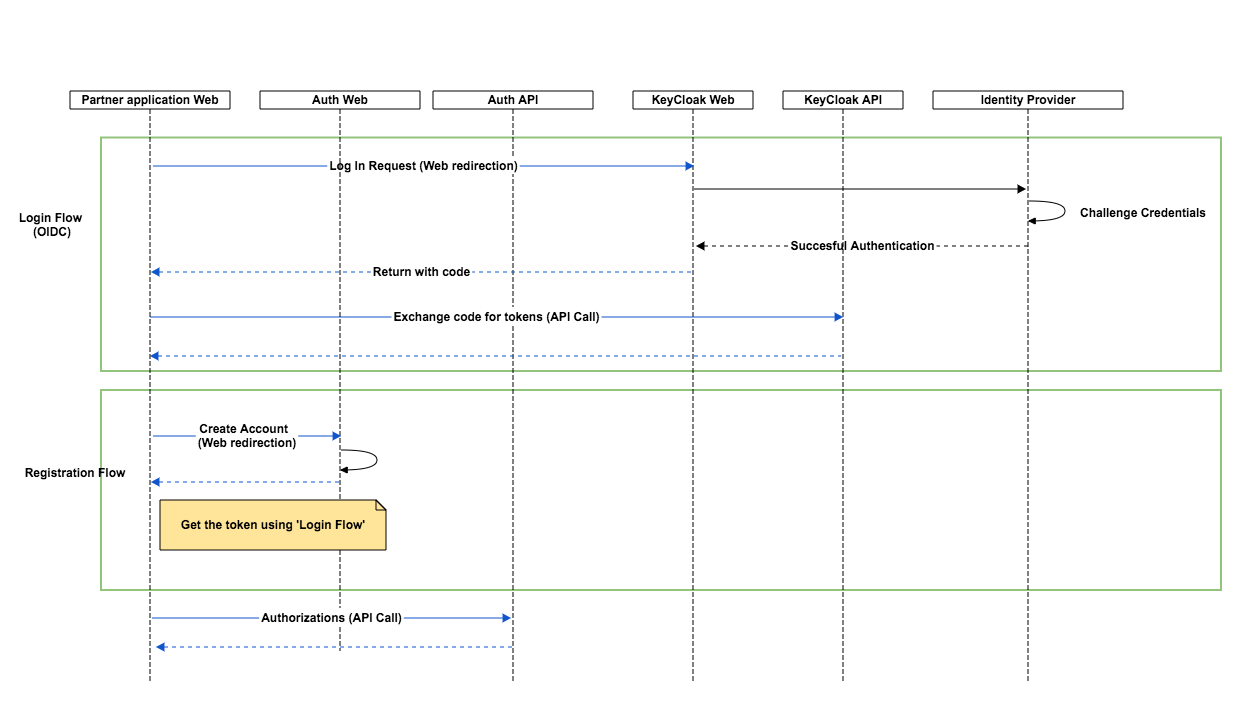 Partner application Web
Auth Web
Auth API
KeyCloak Web
KeyCloak API
Identity Provider
Log In Request (Web redirection)
Login Flow
(OIDC)
Challenge Credentials
Succesful Authentication
Return with code
Exchange code for tokens (API Call)
Create Account
(Web redirection)
Registration Flow
Get the token using 'Login Flow'
Authorizations (API Call)